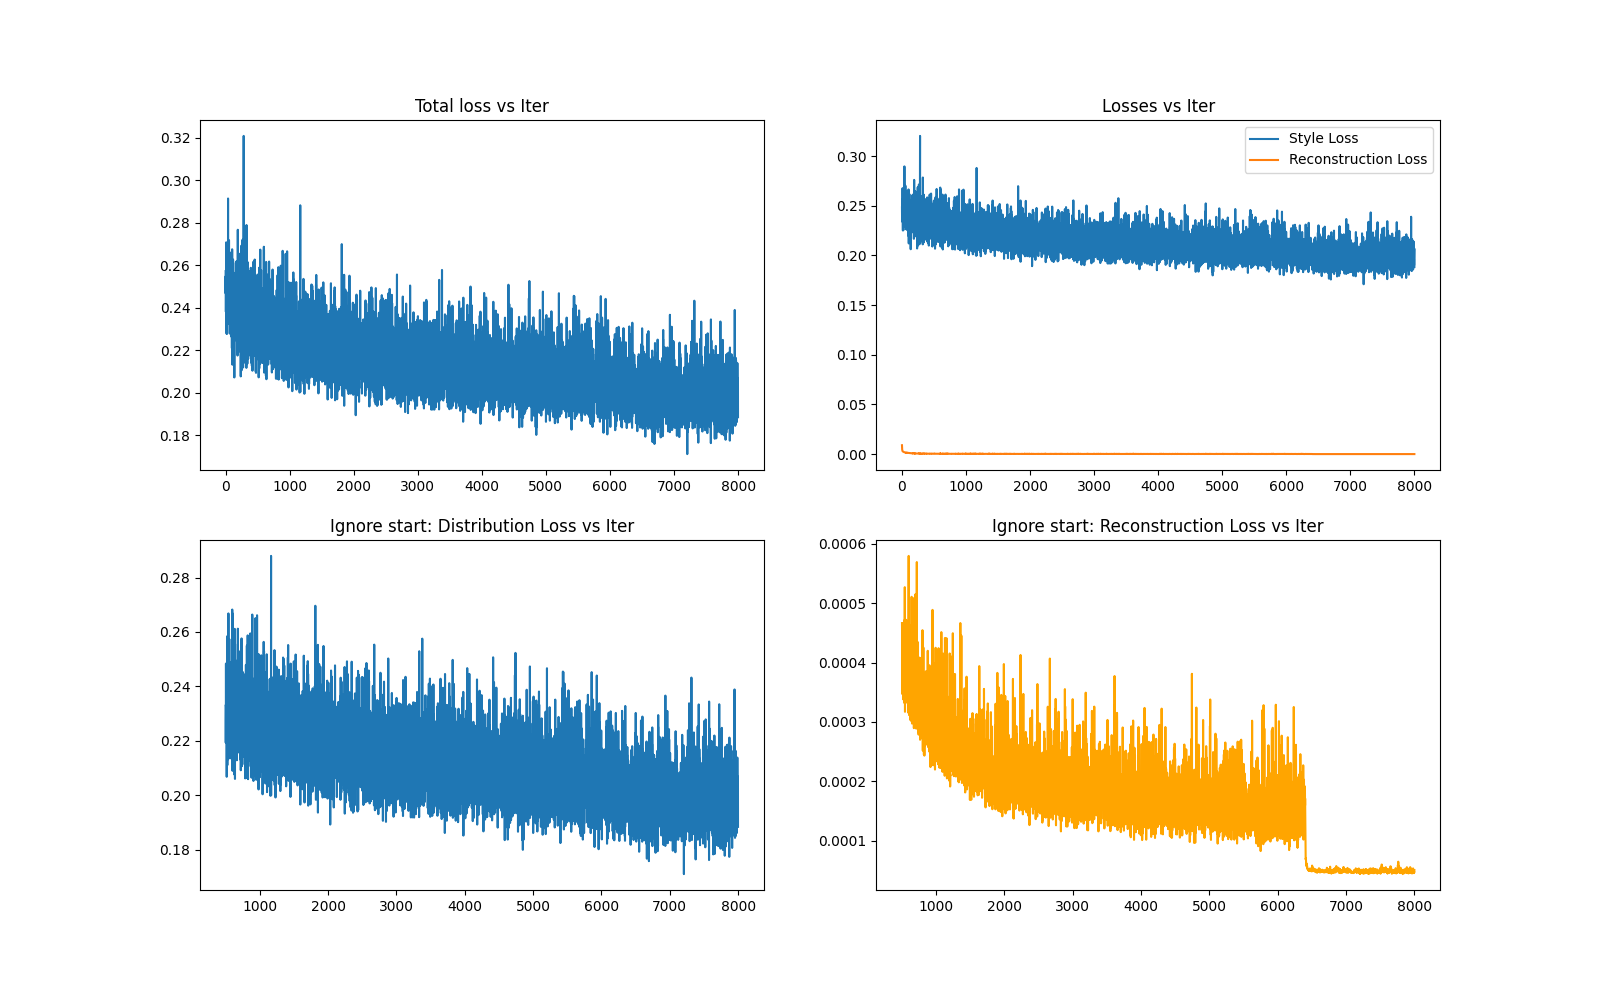 Total loss vs Iter
0.32
0.30
0.28
0.26
0.24
0.22
0.20
0.18
0 1000 2000 3000 4000 5000 6000 7000 8000
Losses vs Iter
Style Loss
Reconstruction Loss
0.30
0.25
0.20
0.15
0.10
0.05
0.00
0 1000 2000 3000 4000 5000 6000 7000 8000
Ignore start: Distribution Loss vs Iter
0.28
0.26
0.24
0.22
0.20
0.18
1000 2000 3000 4000 5000 6000 7000 8000
Ignore start: Reconstruction Loss vs Iter
0.0006
0.0005
0.0004
0.0003
0.0002
0.0001
1000 2000 3000 4000 5000 6000 7000 8000